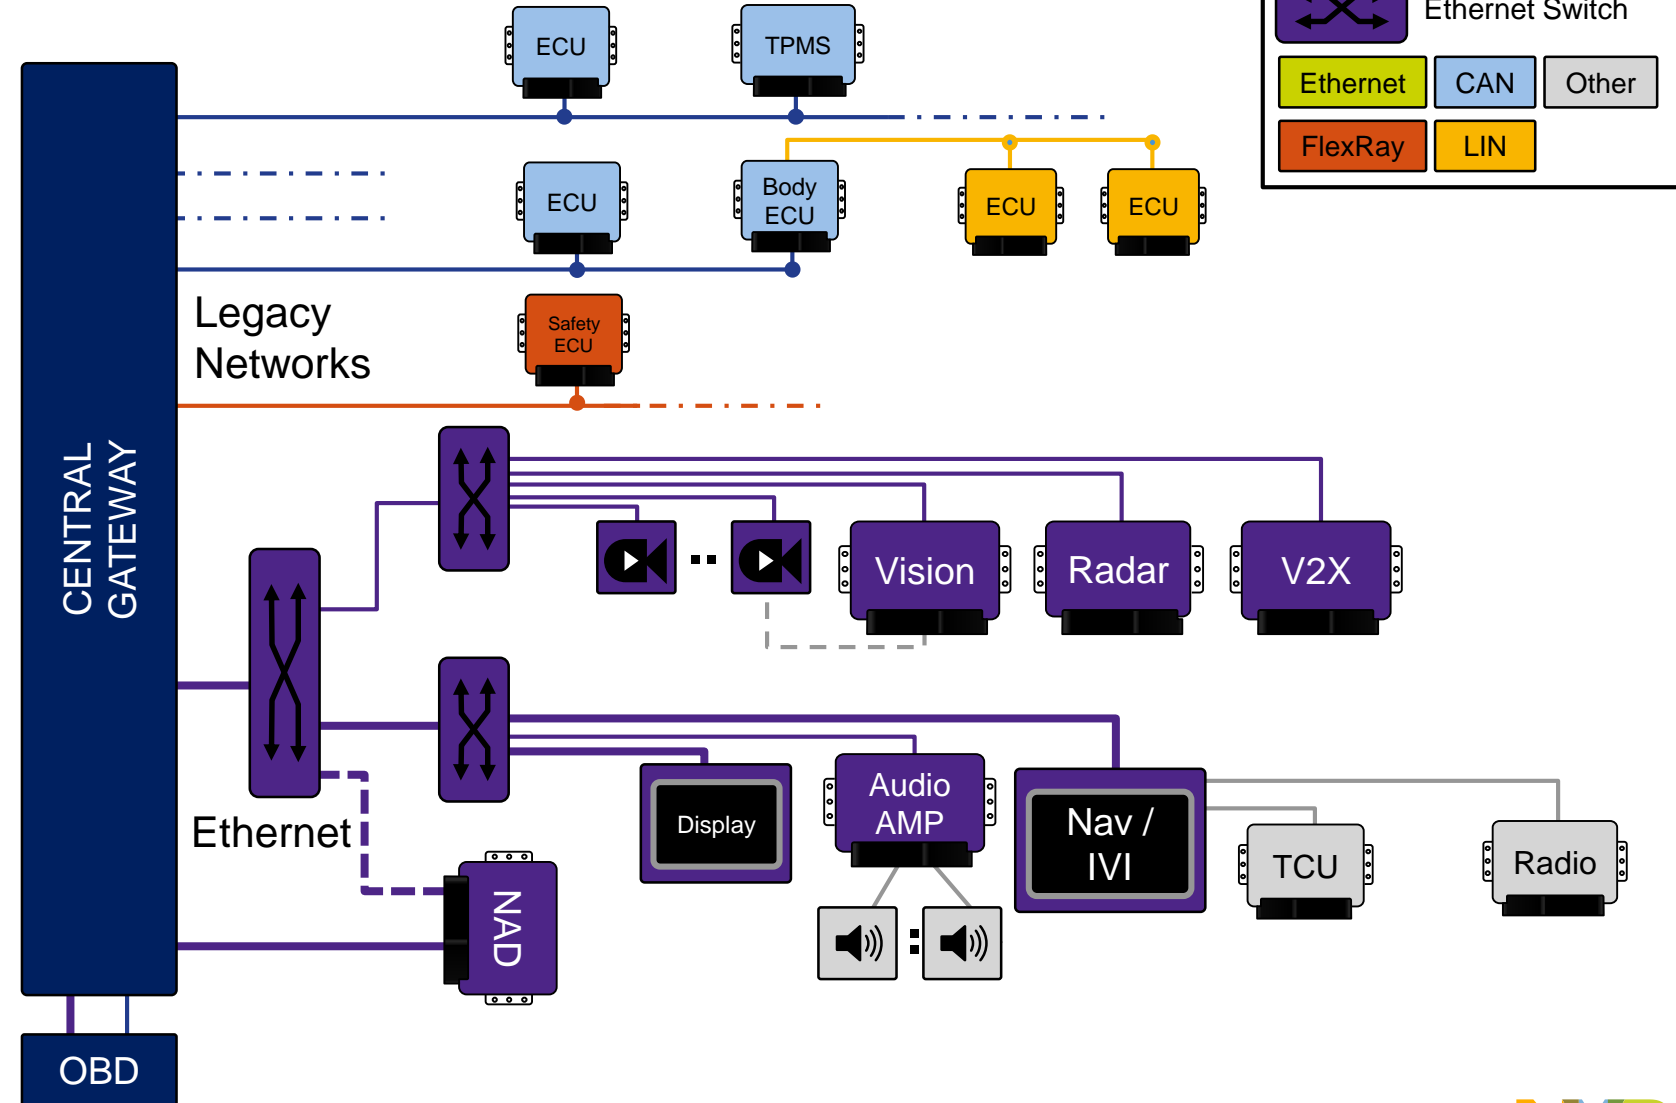 Ethernet Switch
Ethernet
CAN
Other
FlexRay
LIN
ECU
TPMS
ECU
Body
ECU
ECU
ECU
Legacy
Networks
Safety
ECU
CENTRAL
GATEWAY
Vision
Radar
V2X
Ethernet
Display
Audio
AMP
Nav /
IVI
TCU
Radio
NAD
OBD